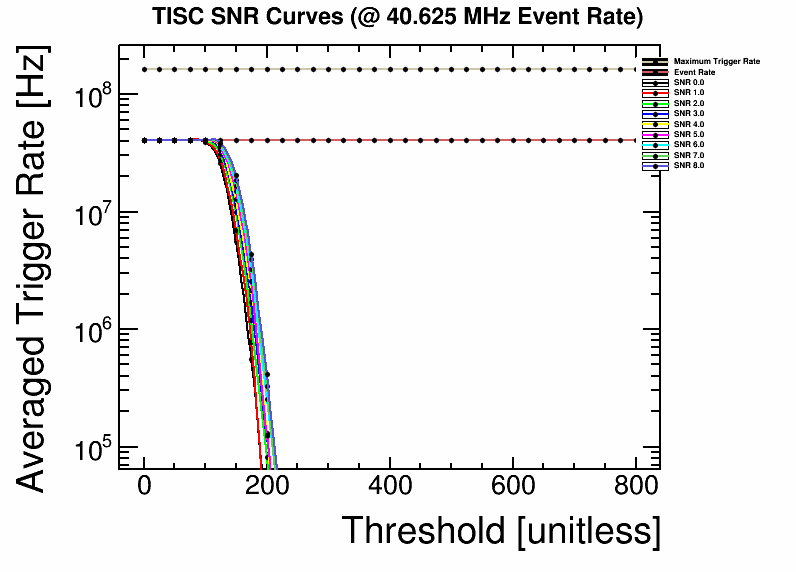 TISC SNR Curves (@ 40.625 MHz Event Rate)
Averaged Trigger Rate [Hz]
10^8
10^7
10^6
10^5
0 200 400 600 800
Threshold [unitless]
Maximum Trigger Rate
Event Rate
SNR 0.0
SNR 1.0
SNR 2.0
SNR 3.0
SNR 4.0
SNR 5.0
SNR 6.0
SNR 7.0
SNR 8.0